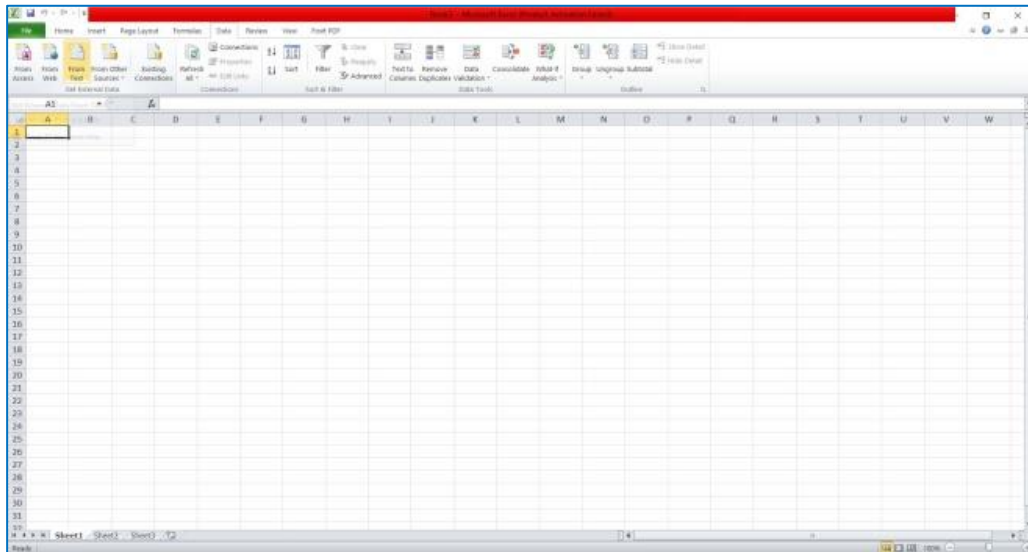 Book1 - Microsoft Excel (Product Activation Failed)
File Home Insert Page Layout Formulas Data Review View Foxit PDF
From Access
From Web
From Text
From Other Sources
Existing Connections
Get External Data
Refresh All
Connections
Properties
Edit Links
Connections
Sort
Filter
Clear
Reapply
Advanced
Sort & Filter
Text to Columns
Remove Duplicates
Data Validation
Consolidate
What-If Analysis
Data Tools
Group
Ungroup
Subtotal
Show Detail
Hide Detail
Outline
A1 fx
A B C D E F G H I J K L M N O P Q R S T U V W
1
2
3
4
5
6
7
8
9
10
11
12
13
14
15
16
17
18
19
20
21
22
23
24
25
26
27
28
29
30
31
32
Sheet1 Sheet2 Sheet3
Ready 100%